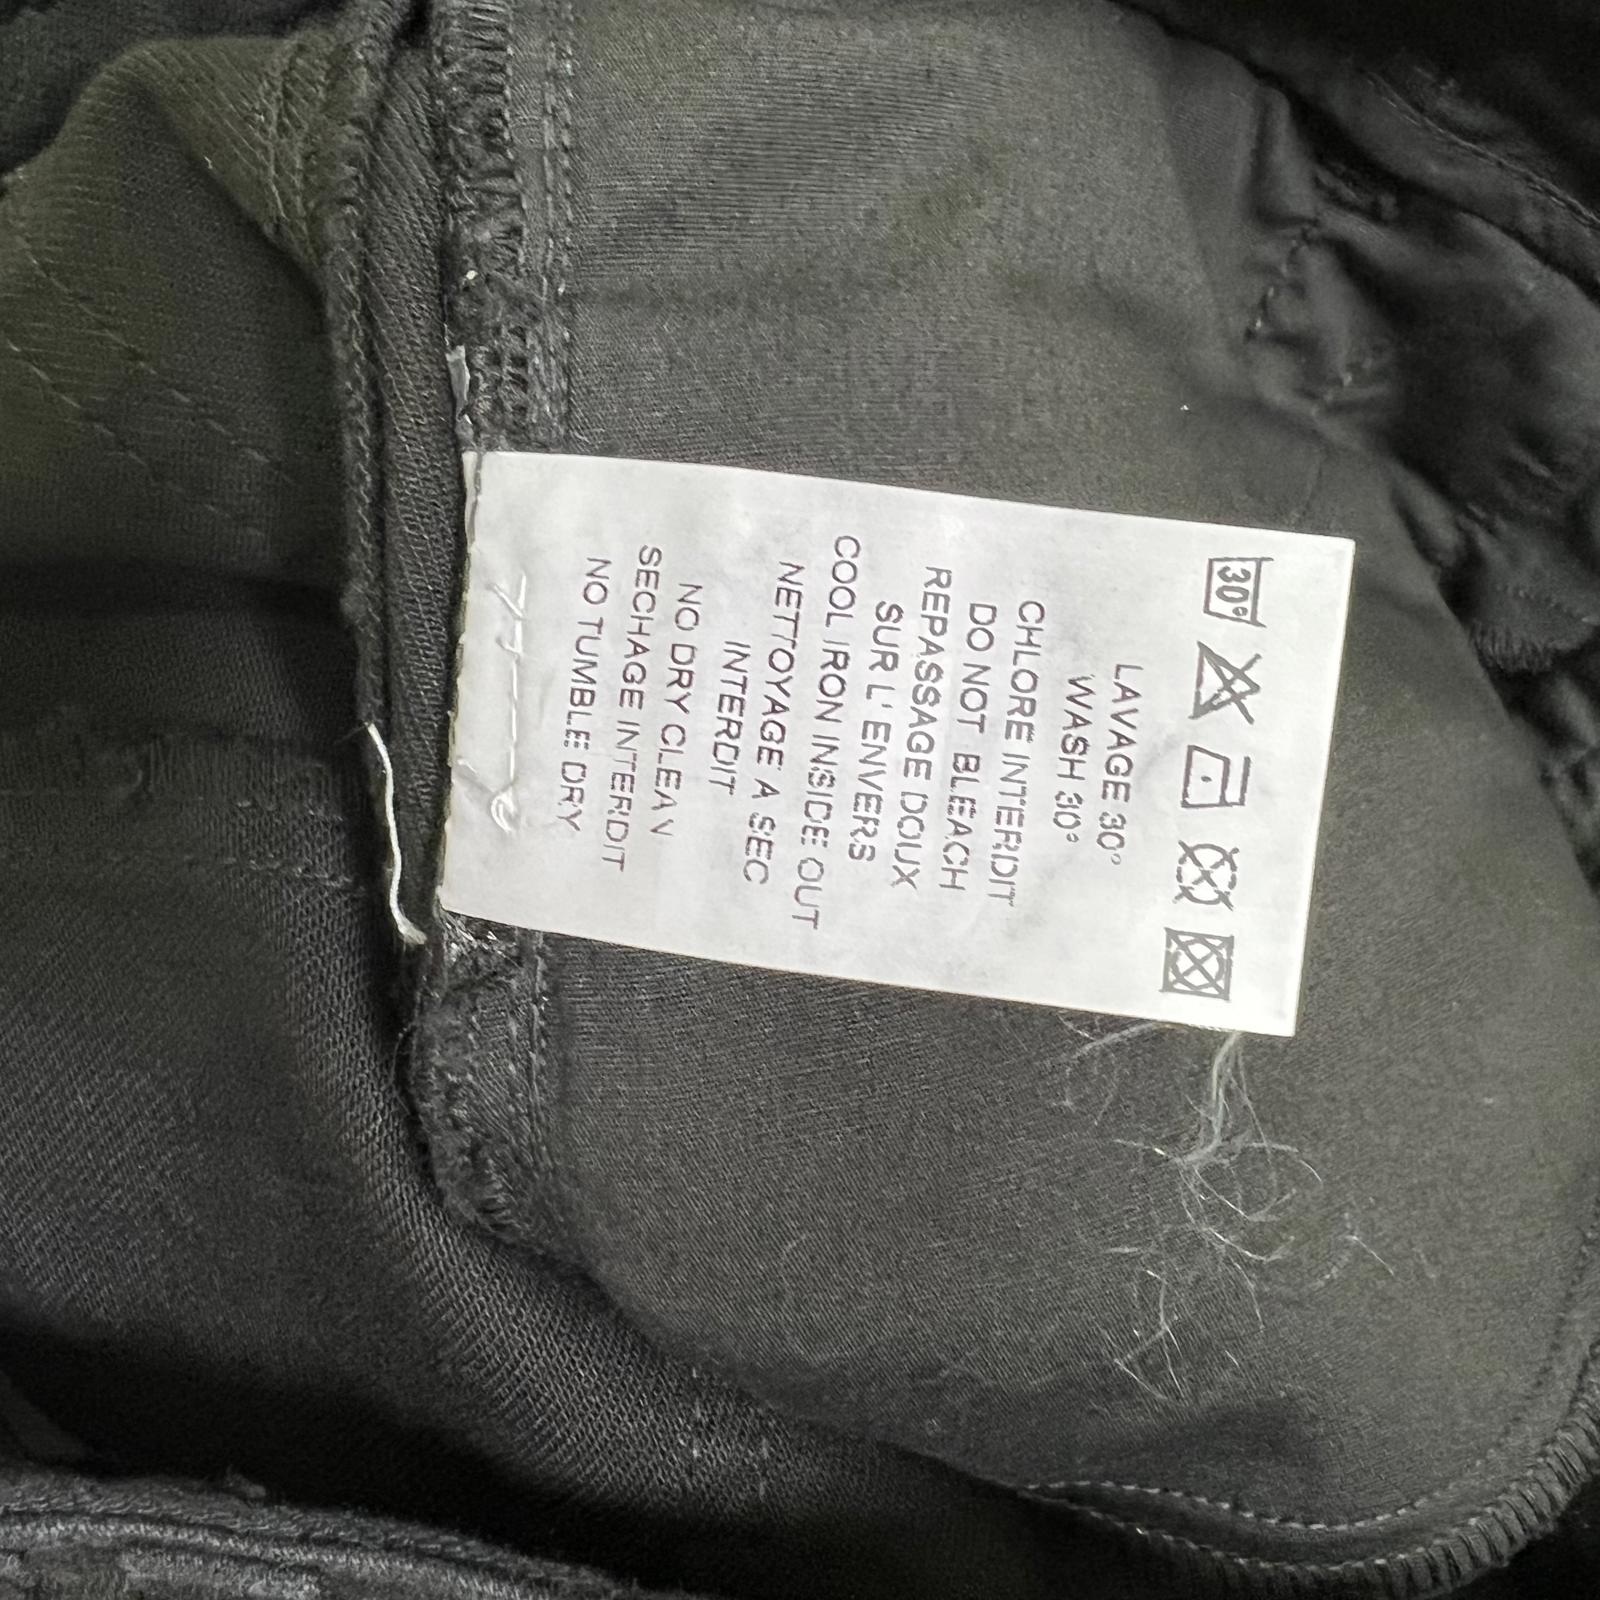 30°
LAVAGE 30°
WASH 30°
CHLORE INTERDIT
DO NOT BLEACH
REPASSAGE DOUX
SUR L'ENVERS
COOL IRON INSIDE OUT
NETTOYAGE A SEC
INTERDIT
NO DRY CLEAN
SECHAGE INTERDIT
NO TUMBLE DRY